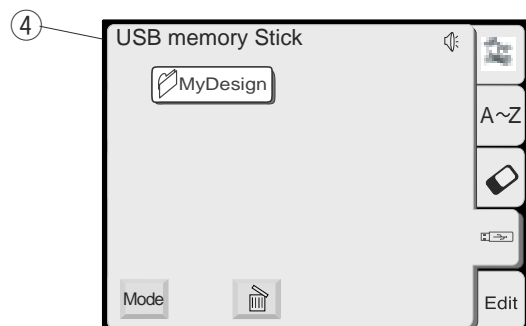 ④
USB memory Stick
MyDesign
A~Z
Mode
Edit